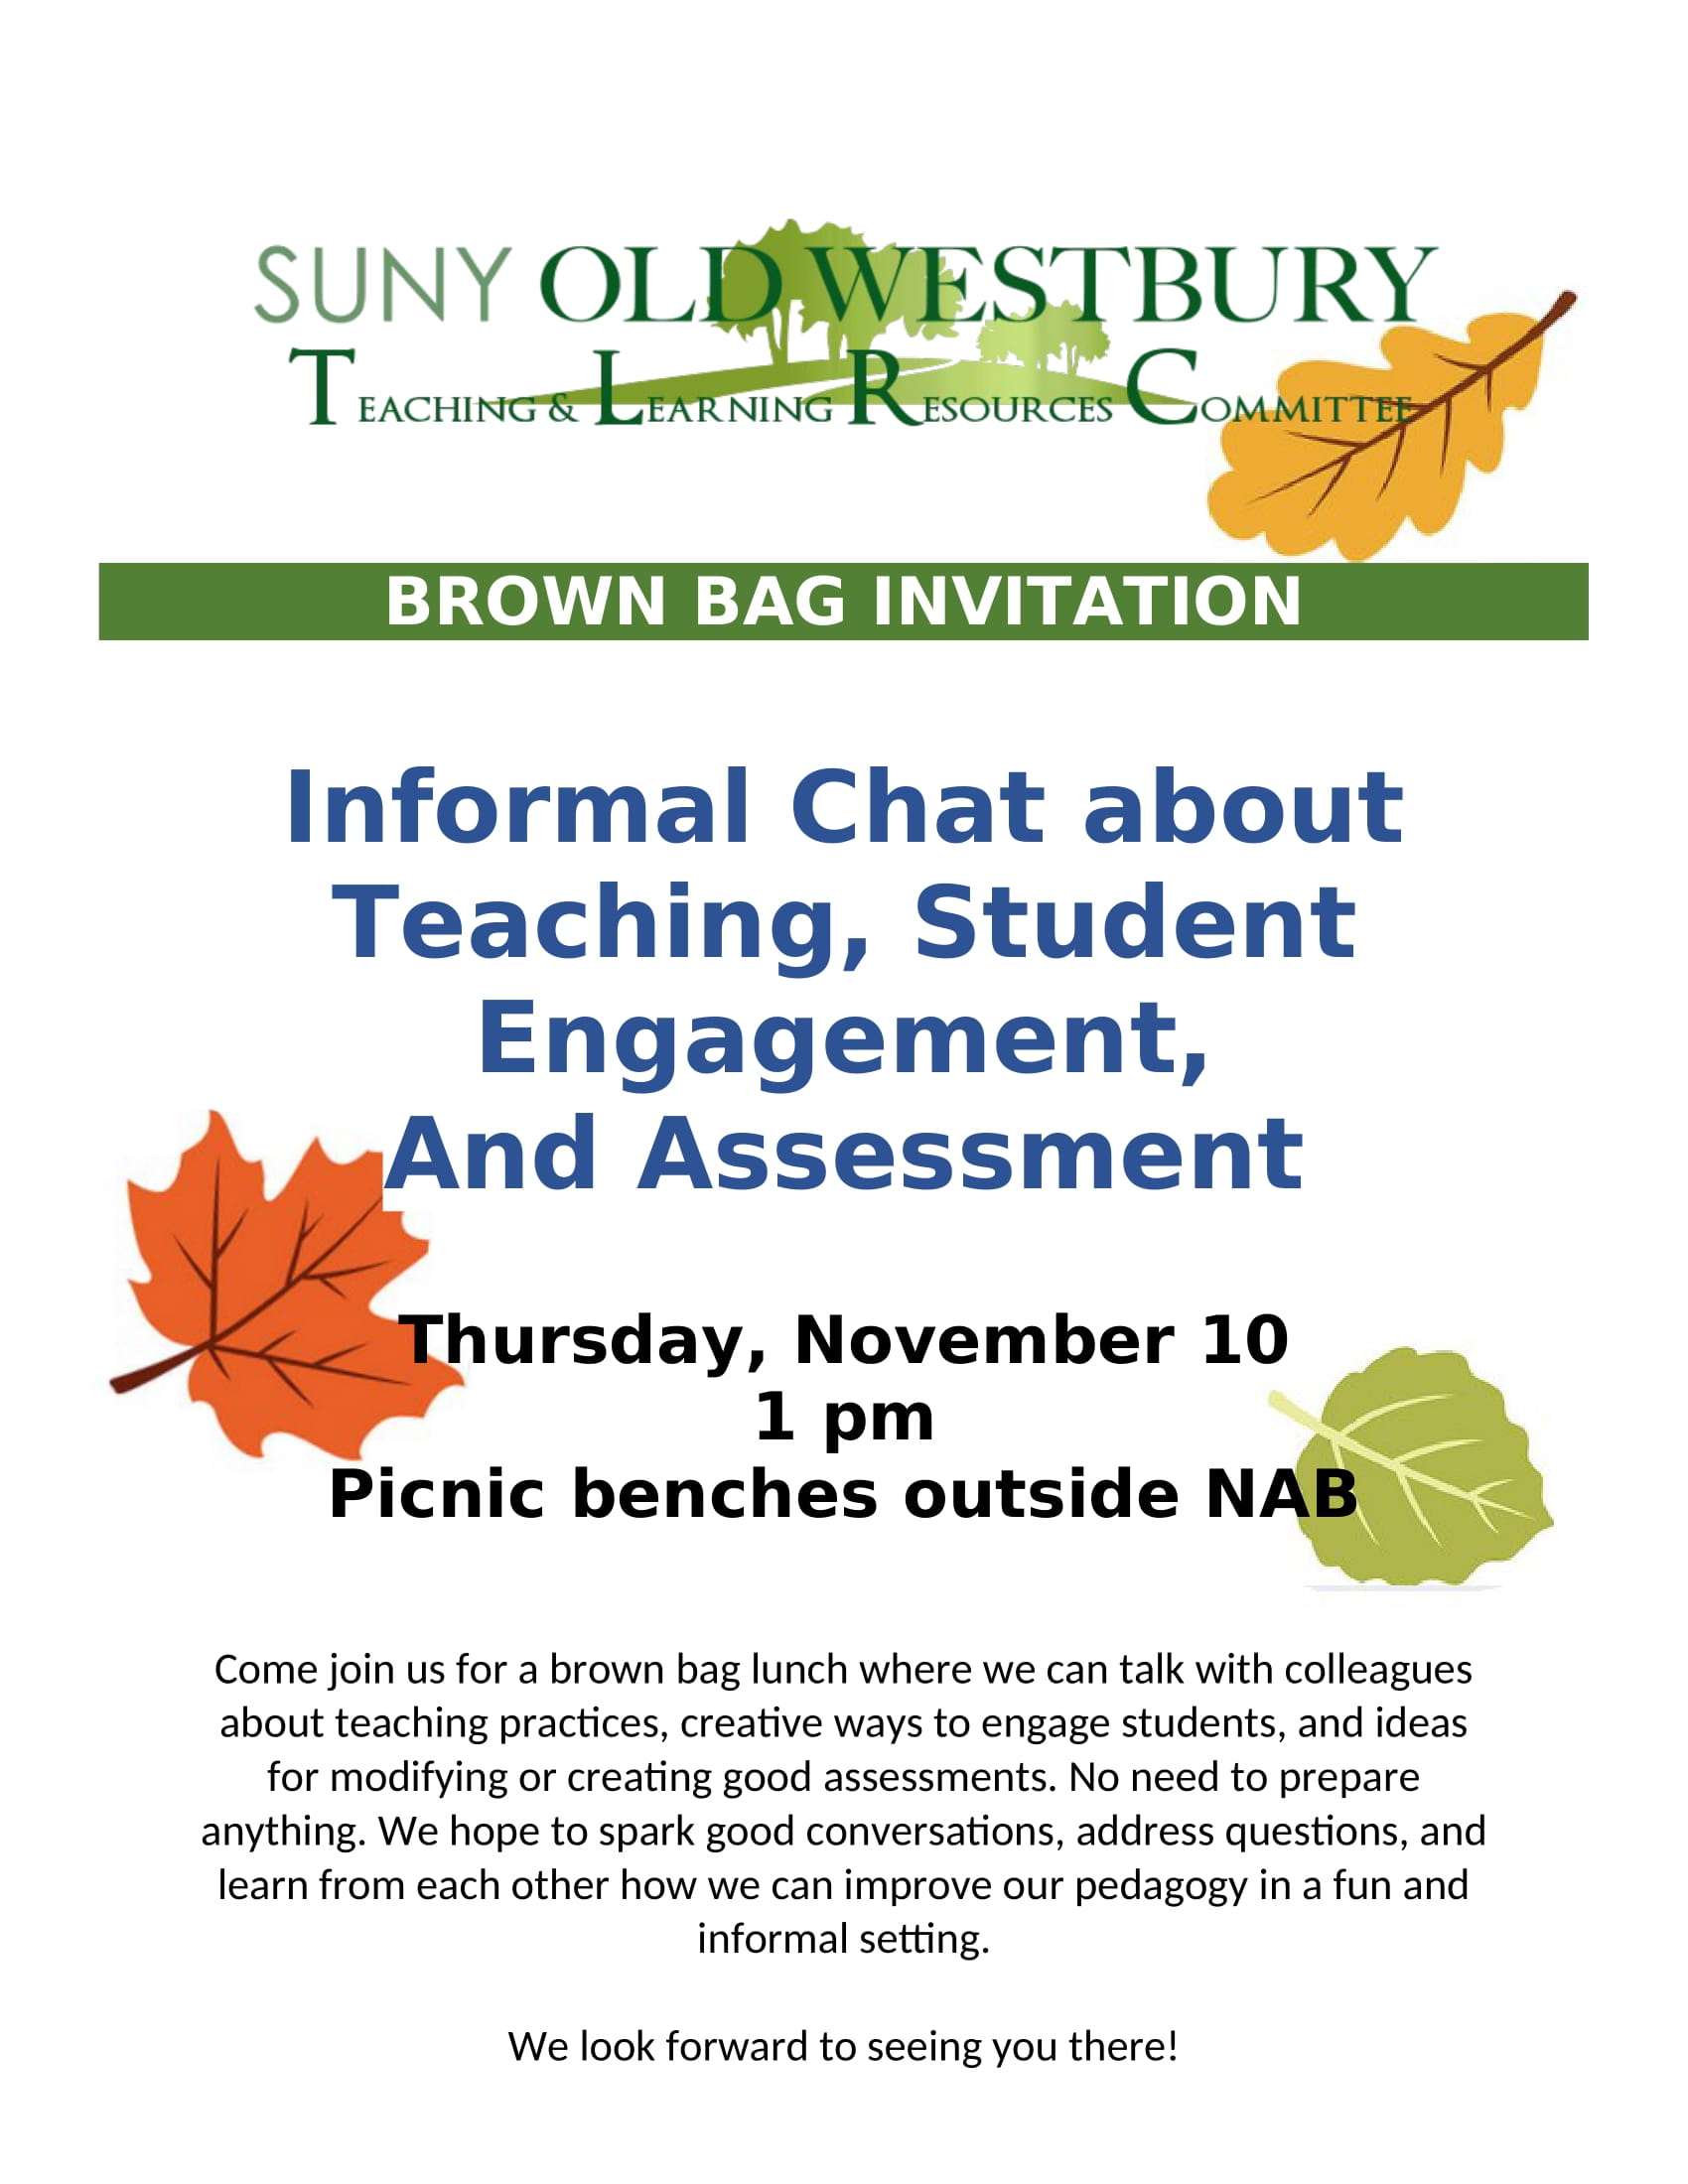 SUNY OLD WESTBURY
TEACHING & LEARNING RESOURCES COMMITTEE
BROWN BAG INVITATION
Informal Chat about
Teaching, Student
Engagement,
And Assessment
Thursday, November 10
1 pm
Picnic benches outside NAB
Come join us for a brown bag lunch where we can talk with colleagues
about teaching practices, creative ways to engage students, and ideas
for modifying or creating good assessments. No need to prepare
anything. We hope to spark good conversations, address questions, and
learn from each other how we can improve our pedagogy in a fun and
informal setting.
We look forward to seeing you there!